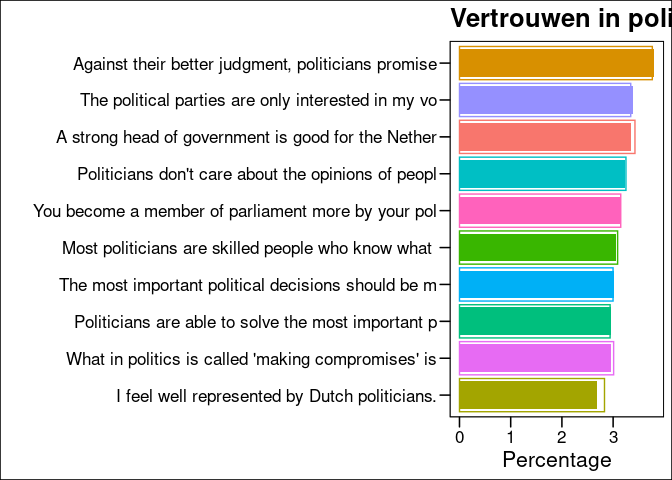 Vertrouwen in poli
Against their better judgment, politicians promise
The political parties are only interested in my vo
A strong head of government is good for the Nether
Politicians don't care about the opinions of peopl
You become a member of parliament more by your pol
Most politicians are skilled people who know what
The most important political decisions should be m
Politicians are able to solve the most important p
What in politics is called 'making compromises' is
I feel well represented by Dutch politicians.
0 1 2 3
Percentage